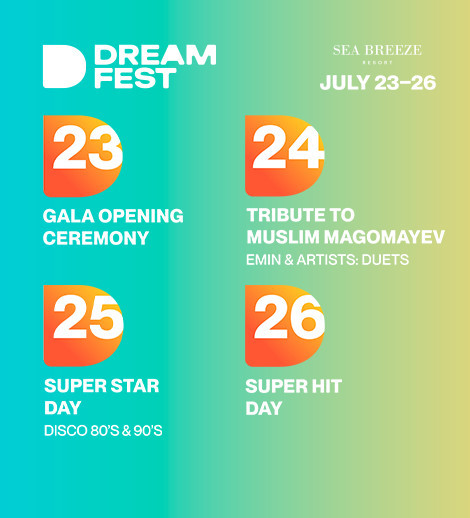 DREAM
FEST
SEA BREEZE
RESORT
JULY 23–26
23
GALA OPENING
CEREMONY
24
TRIBUTE TO
MUSLIM MAGOMAYEV
EMIN & ARTISTS: DUETS
25
SUPER STAR
DAY
DISCO 80'S & 90'S
26
SUPER HIT
DAY